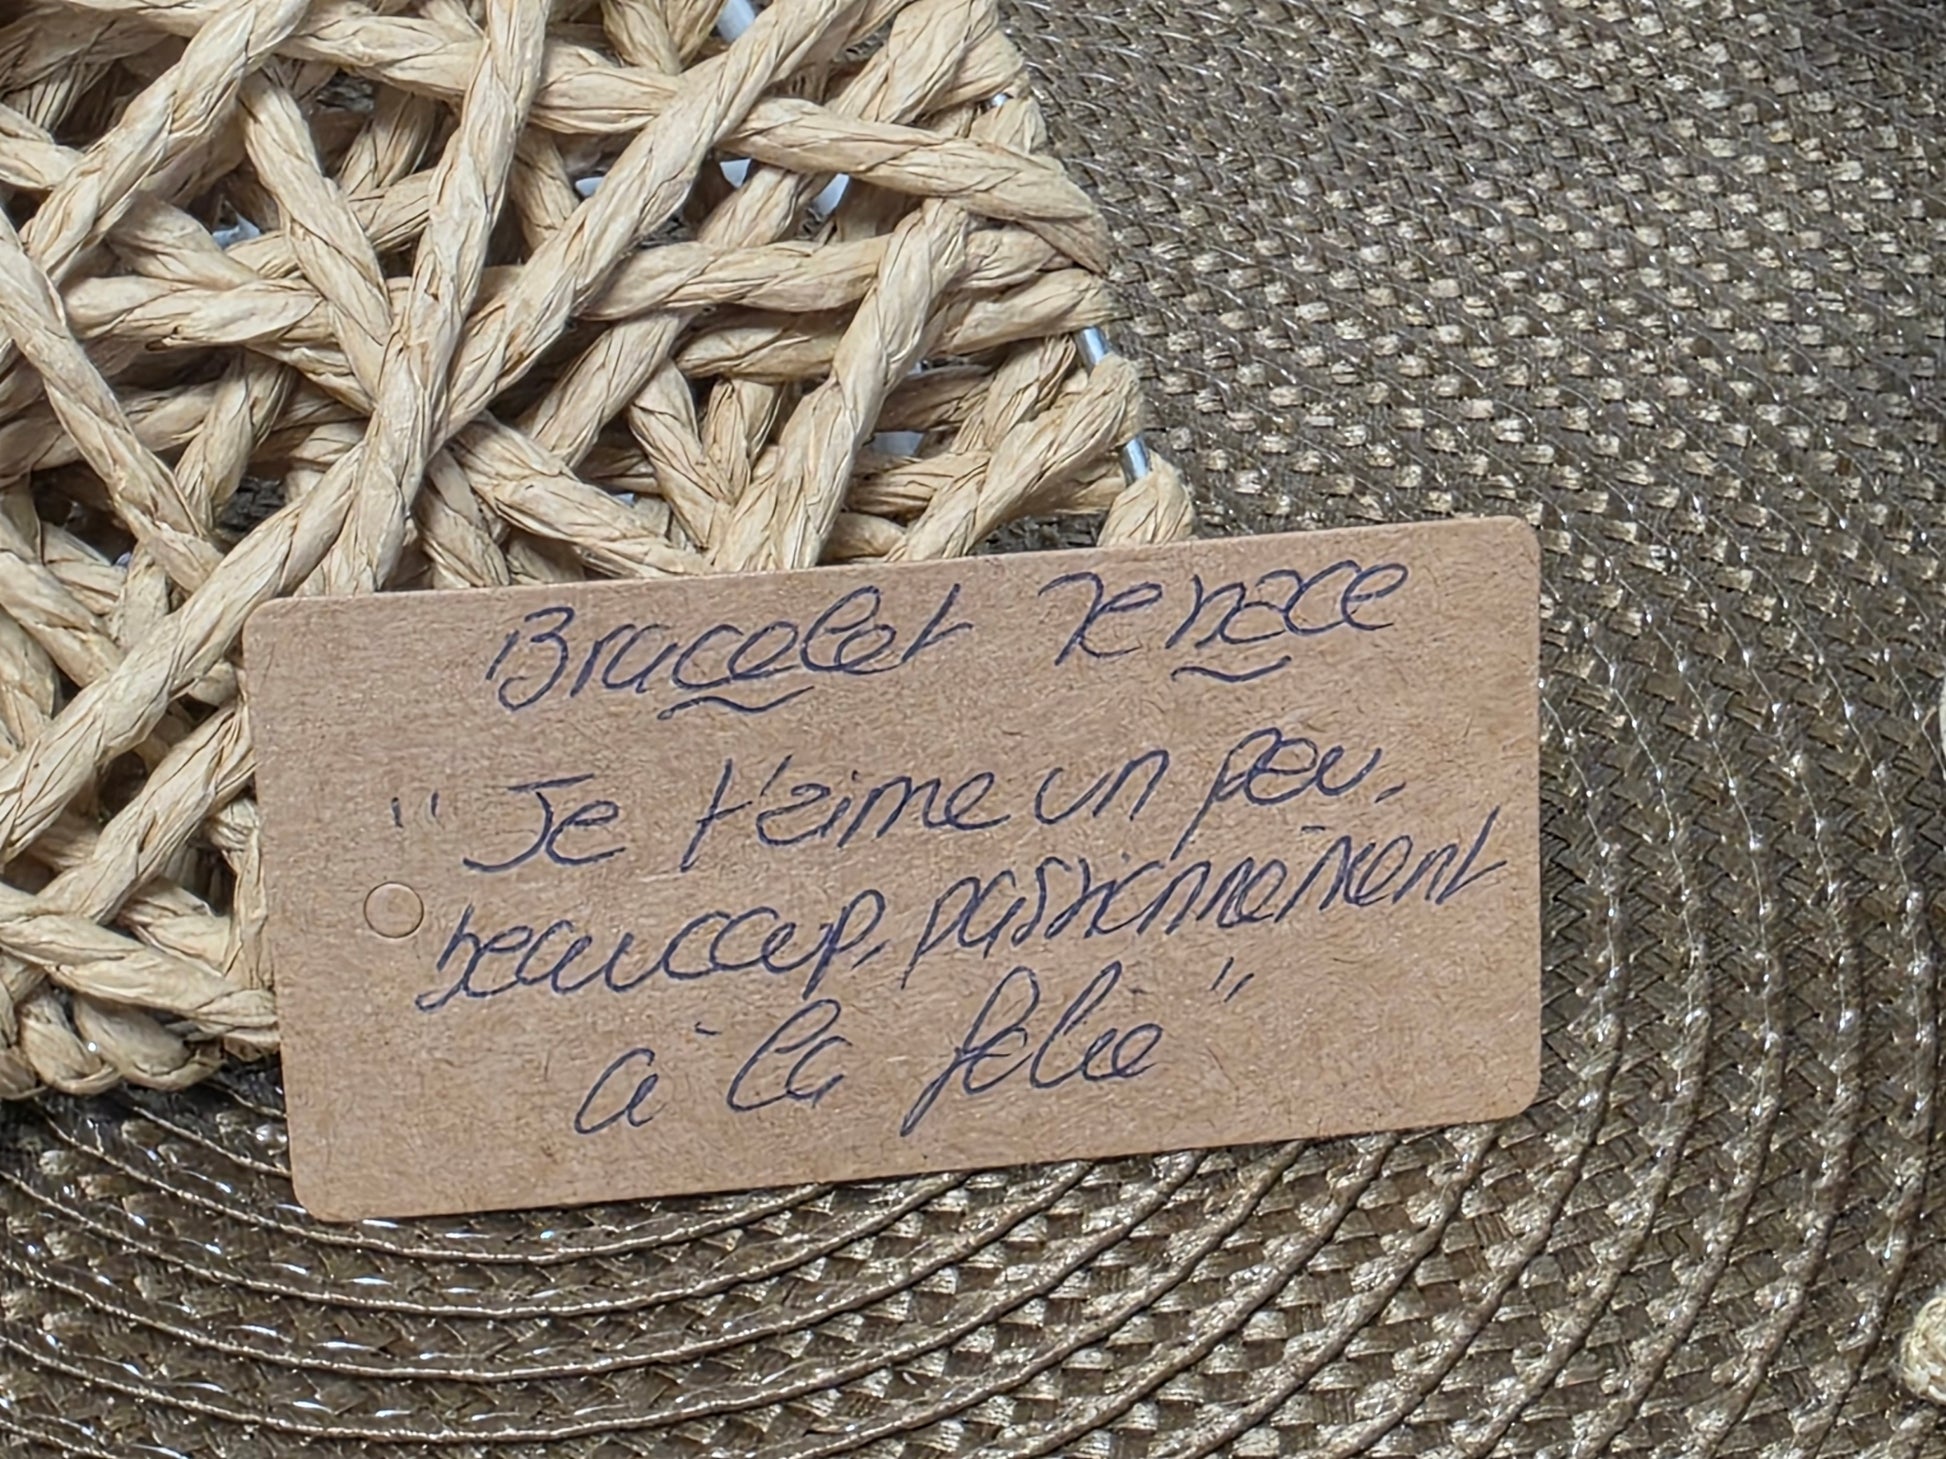 Bracelet Tenace
" Je t'aime un peu,
beaucoup, passionnément
à la folie "